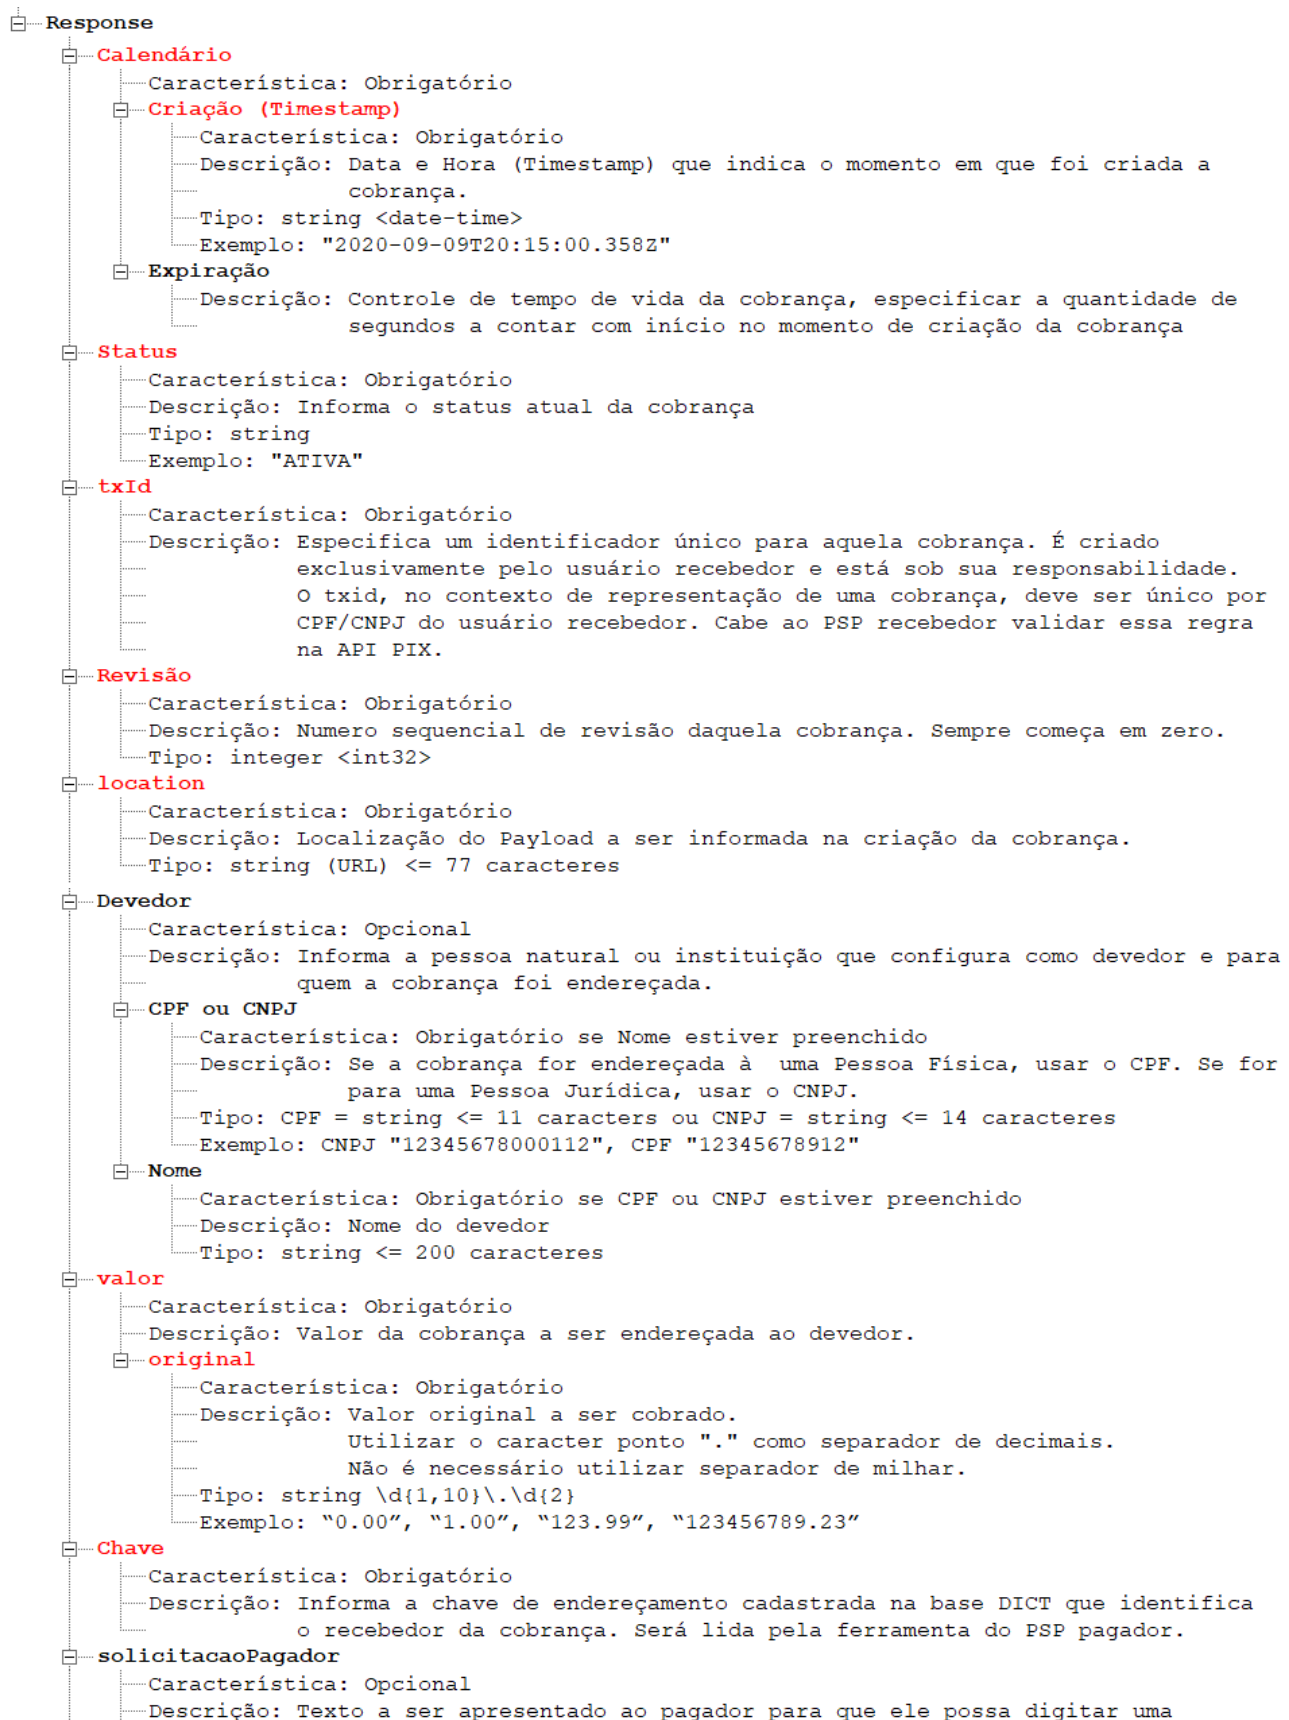 Response
Calendário
Característica: Obrigatório
Criação (Timestamp)
Característica: Obrigatório
Descrição: Data e Hora (Timestamp) que indica o momento em que foi criada a
cobrança.
Tipo: string <date-time>
Exemplo: "2020-09-09T20:15:00.358Z"
Expiração
Descrição: Controle de tempo de vida da cobrança, especificar a quantidade de
segundos a contar com início no momento de criação da cobrança
Status
Característica: Obrigatório
Descrição: Informa o status atual da cobrança
Tipo: string
Exemplo: "ATIVA"
txId
Característica: Obrigatório
Descrição: Especifica um identificador único para aquela cobrança. É criado
exclusivamente pelo usuário recebedor e está sob sua responsabilidade.
O txid, no contexto de representação de uma cobrança, deve ser único por
CPF/CNPJ do usuário recebedor. Cabe ao PSP recebedor validar essa regra
na API PIX.
Revisão
Característica: Obrigatório
Descrição: Numero sequencial de revisão daquela cobrança. Sempre começa em zero.
Tipo: integer <int32>
location
Característica: Obrigatório
Descrição: Localização do Payload a ser informada na criação da cobrança.
Tipo: string (URL) <= 77 caracteres
Devedor
Característica: Opcional
Descrição: Informa a pessoa natural ou instituição que configura como devedor e para
quem a cobrança foi endereçada.
CPF ou CNPJ
Característica: Obrigatório se Nome estiver preenchido
Descrição: Se a cobrança for endereçada à  uma Pessoa Física, usar o CPF. Se for
para uma Pessoa Jurídica, usar o CNPJ.
Tipo: CPF = string <= 11 caracters ou CNPJ = string <= 14 caracteres
Exemplo: CNPJ "12345678000112", CPF "12345678912"
Nome
Característica: Obrigatório se CPF ou CNPJ estiver preenchido
Descrição: Nome do devedor
Tipo: string <= 200 caracteres
valor
Característica: Obrigatório
Descrição: Valor da cobrança a ser endereçada ao devedor.
original
Característica: Obrigatório
Descrição: Valor original a ser cobrado.
Utilizar o caracter ponto "." como separador de decimais.
Não é necessário utilizar separador de milhar.
Tipo: string \d{1,10}\.\d{2}
Exemplo: “0.00”, “1.00”, “123.99”, “123456789.23”
Chave
Característica: Obrigatório
Descrição: Informa a chave de endereçamento cadastrada na base DICT que identifica
o recebedor da cobrança. Será lida pela ferramenta do PSP pagador.
solicitacaoPagador
Característica: Opcional
Descrição: Texto a ser apresentado ao pagador para que ele possa digitar uma